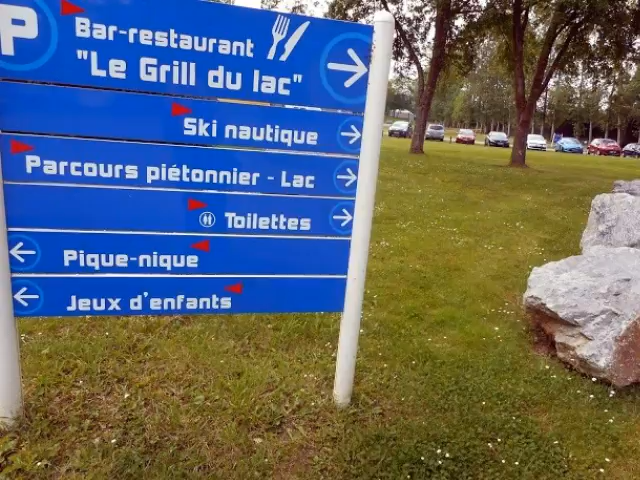 P
Bar-restaurant
"Le Grill du lac"
Ski nautique
Parcours piétonnier - Lac
Toilettes
Pique-nique
Jeux d'enfants